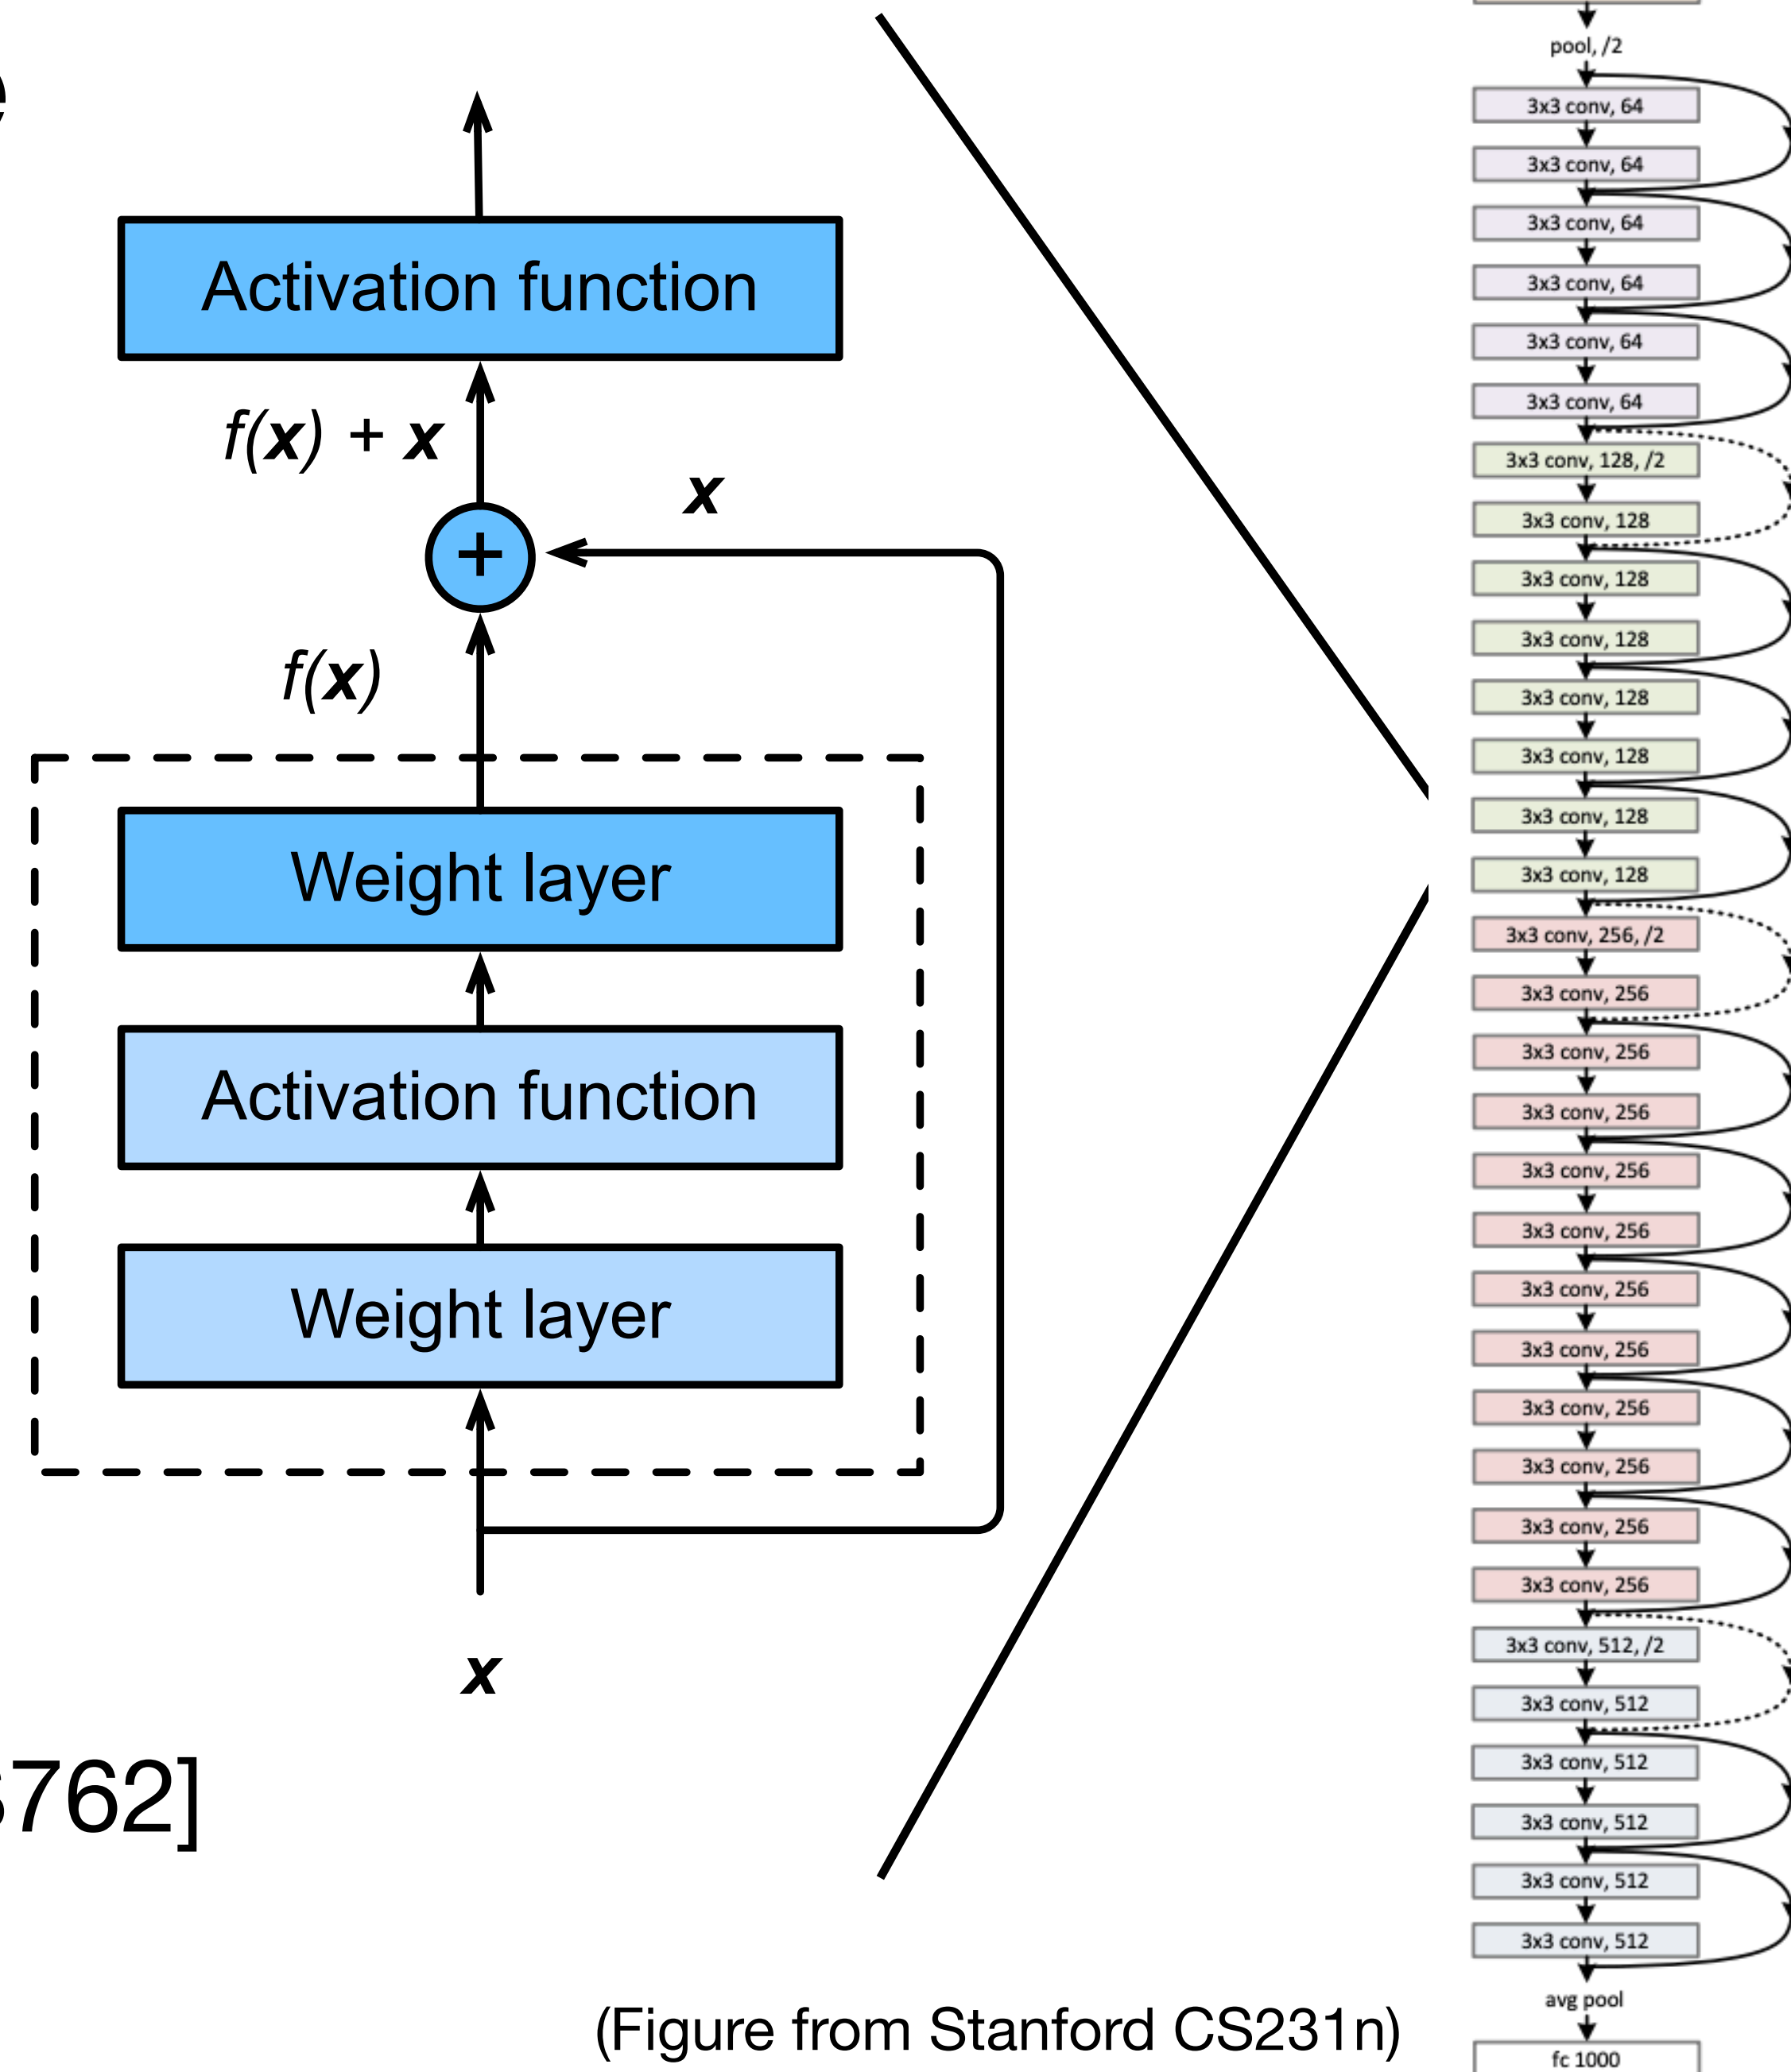 e
Activation function
f(x) + x
x
+
f(x)
Weight layer
Activation function
Weight layer
x
762]
(Figure from Stanford CS231n)
pool, /2
3x3 conv, 64
3x3 conv, 64
3x3 conv, 64
3x3 conv, 64
3x3 conv, 64
3x3 conv, 64
3x3 conv, 128, /2
3x3 conv, 128
3x3 conv, 128
3x3 conv, 128
3x3 conv, 128
3x3 conv, 128
3x3 conv, 128
3x3 conv, 128
3x3 conv, 256, /2
3x3 conv, 256
3x3 conv, 256
3x3 conv, 256
3x3 conv, 256
3x3 conv, 256
3x3 conv, 256
3x3 conv, 256
3x3 conv, 256
3x3 conv, 256
3x3 conv, 256
3x3 conv, 256
3x3 conv, 512, /2
3x3 conv, 512
3x3 conv, 512
3x3 conv, 512
3x3 conv, 512
3x3 conv, 512
avg pool
fc 1000